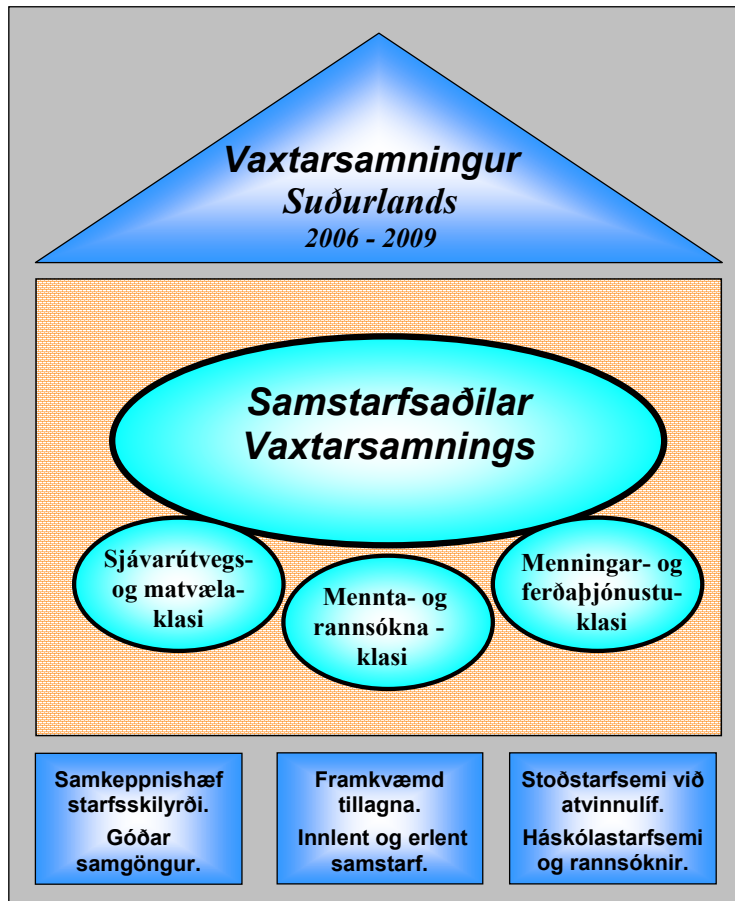 Vaxtarsamningur
Suðurlands
2006 - 2009
Samstarfsaðilar
Vaxtarsamnings
Sjávarútvegs-
og matvæla-
klasi
Mennta- og
rannsókna -
klasi
Menningar- og
ferðaþjónustu-
klasi
Samkeppnishæf
starfsskilyrði.
Góðar
samgöngur.
Framkvæmd
tillagna.
Innlent og erlent
samstarf.
Stoðstarfsemi við
atvinnulíf.
Háskólastarfsemi
og rannsóknir.